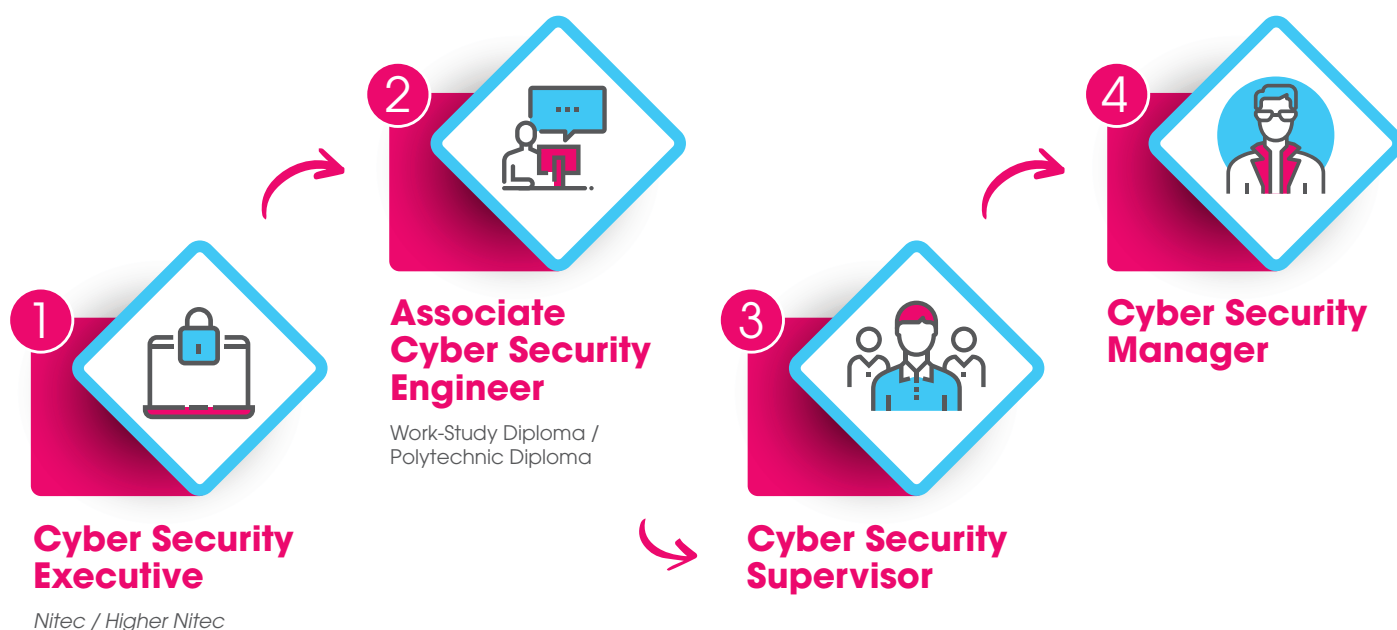 1
Cyber Security
Executive
Nitec / Higher Nitec
2
Associate
Cyber Security
Engineer
Work-Study Diploma /
Polytechnic Diploma
3
Cyber Security
Supervisor
4
Cyber Security
Manager